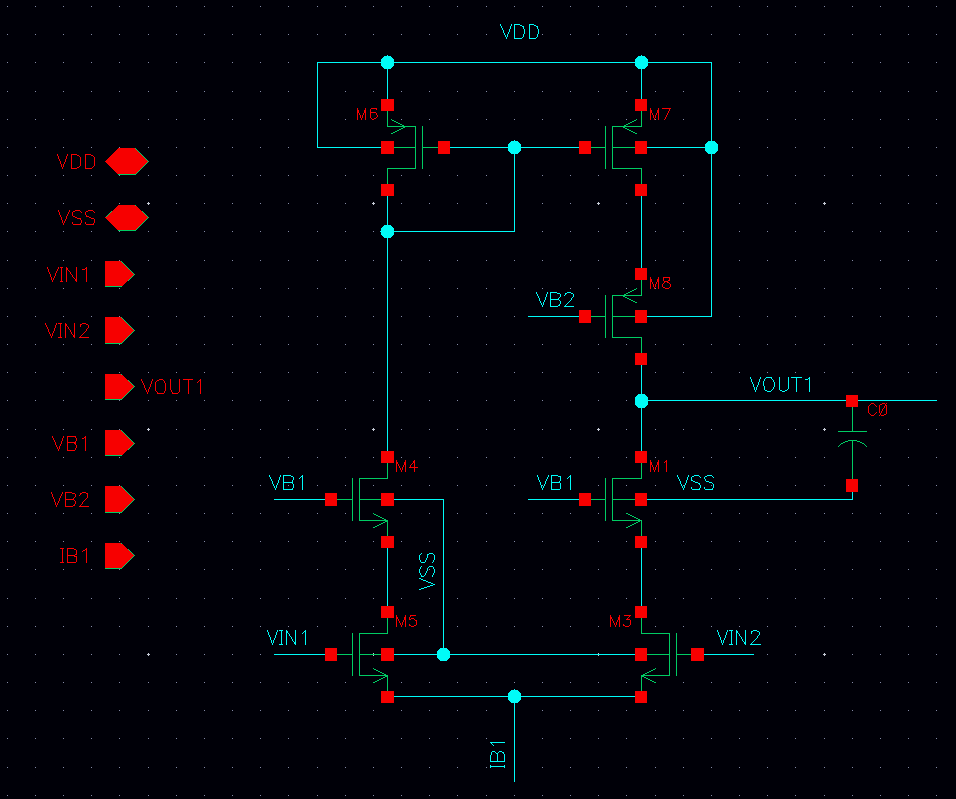 VDD
M6
M7
VDD
VSS
VIN1
M8
VB2
VIN2
VOUT1
VOUT1
C0
VB1
M4
M1
VB1
VB1
VSS
VB2
IB1
VSS
M5
M3
VIN1
VIN2
IB1